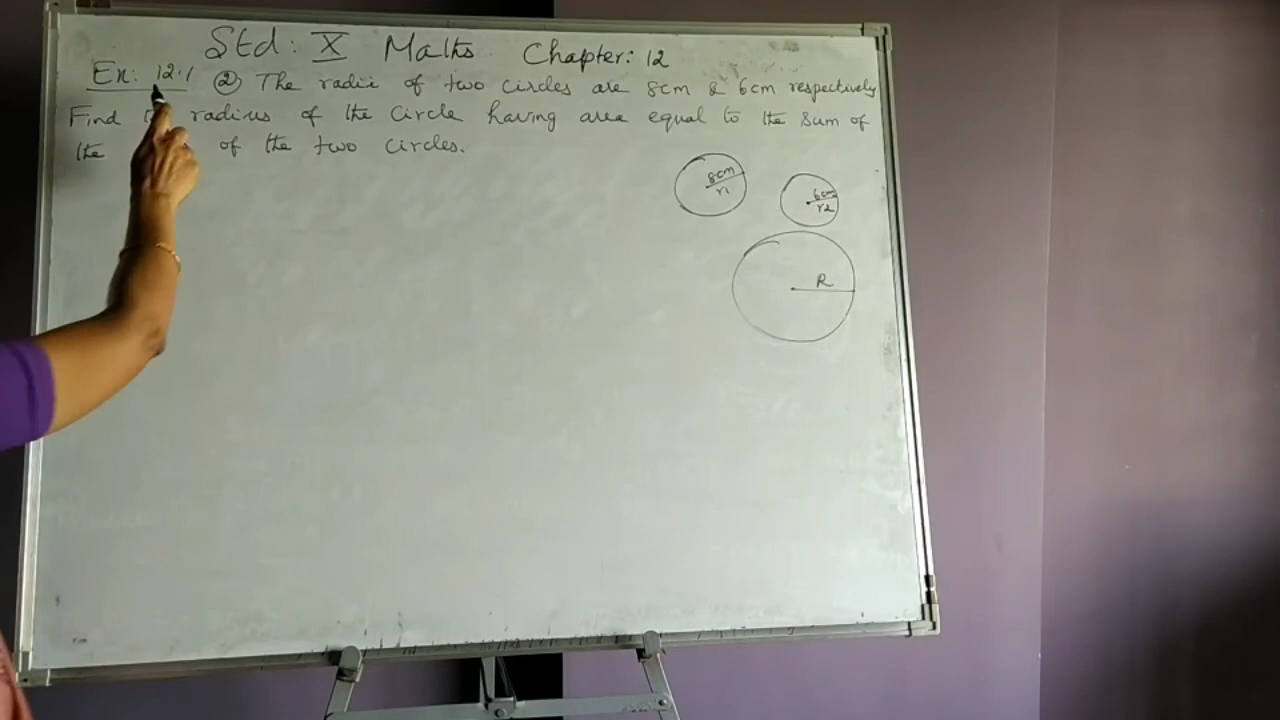 Std: X Maths Chapter: 12
Ex: 12.1 ② The radii of two circles are 8cm & 6cm respectively
Find radius of the Circle having area equal to the Sum of
the of the two circles.
8cm
r1
6cm
r2
R